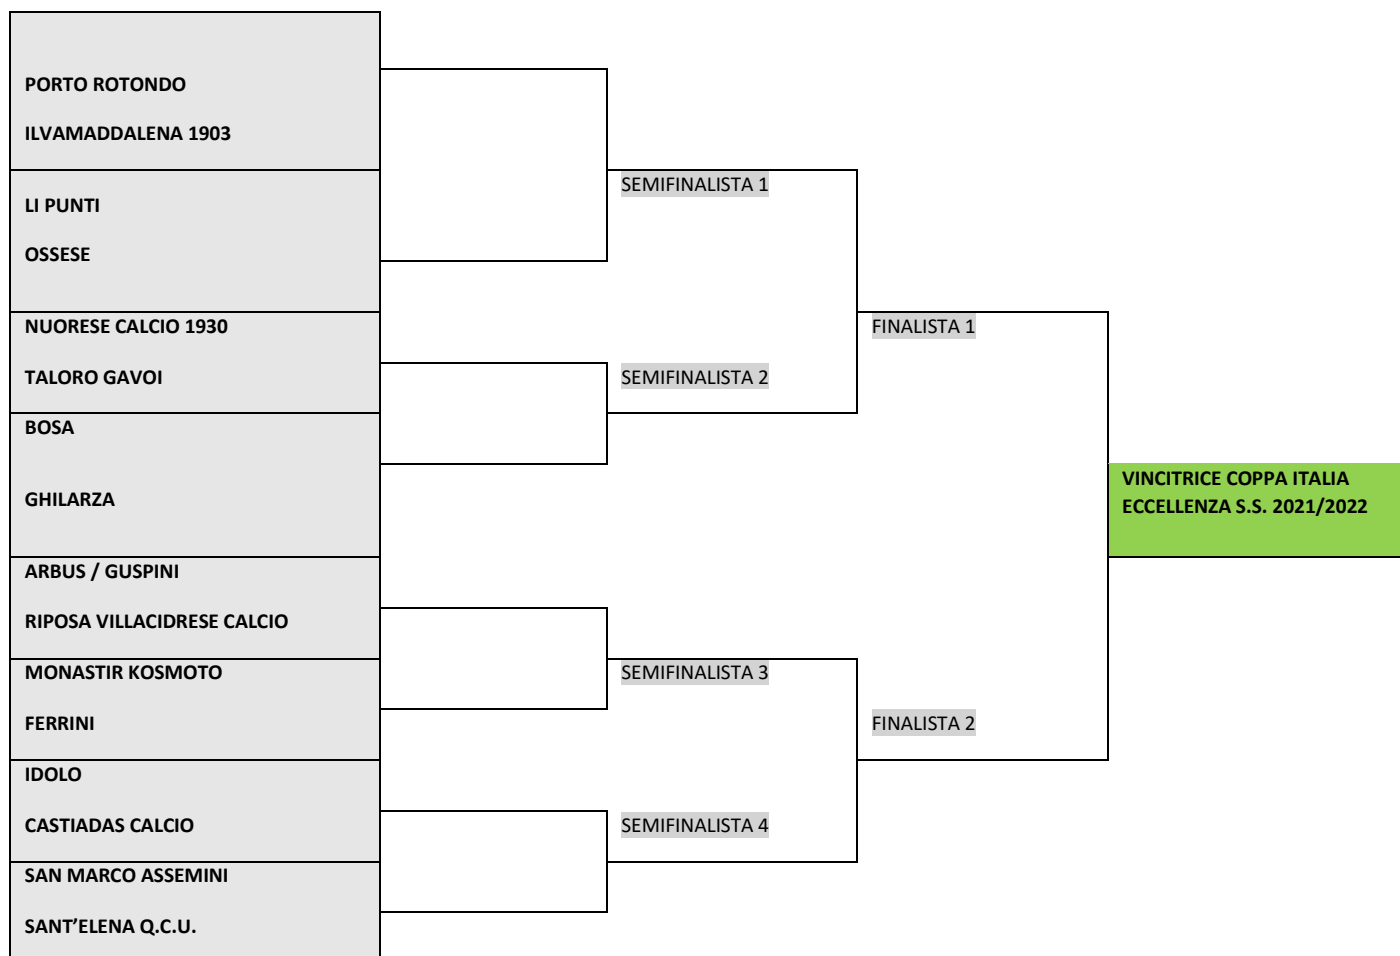 PORTO ROTONDO
ILVAMADDALENA 1903
LI PUNTI
OSSESE
NUORESE CALCIO 1930
TALORO GAVOI
BOSA
GHILARZA
ARBUS / GUSPINI
RIPOSA VILLACIDRESE CALCIO
MONASTIR KOSMOTO
FERRINI
IDOLO
CASTIADAS CALCIO
SAN MARCO ASSEMINI
SANT’ELENA Q.C.U.
SEMIFINALISTA 1
SEMIFINALISTA 2
SEMIFINALISTA 3
SEMIFINALISTA 4
FINALISTA 1
FINALISTA 2
VINCITRICE COPPA ITALIA
ECCELLENZA S.S. 2021/2022